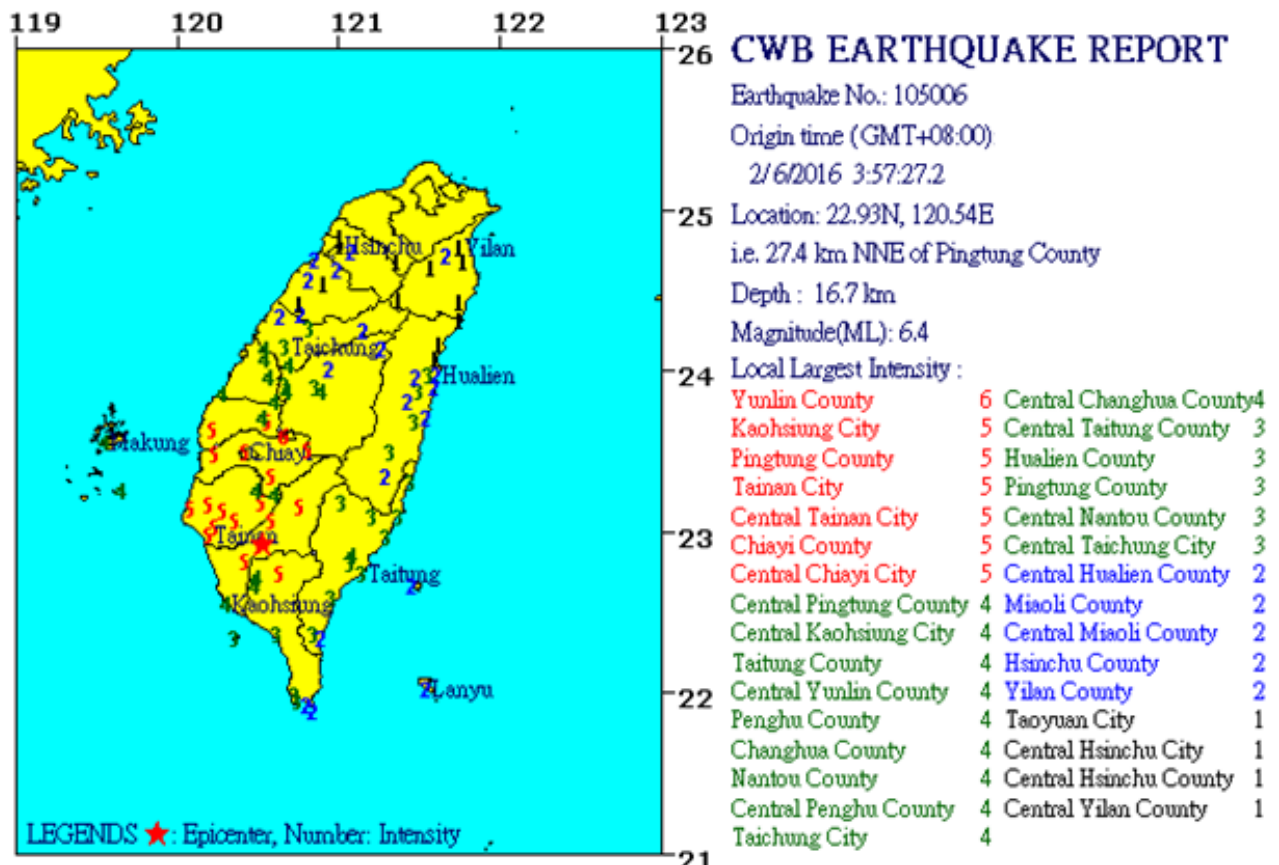 119 120 121 122 123
26
25
24
23
22
21
Hsinchu
Yilan
Taichung
Hualien
Makung
Chiayi
Tainan
Taitung
Kaohsiung
Lanyu
LEGENDS ★: Epicenter, Number: Intensity
CWB EARTHQUAKE REPORT
Earthquake No.: 105006
Origin time (GMT+08:00)
2/6/2016 3:57:27.2
Location: 22.93N, 120.54E
i.e. 27.4 km NNE of Pingtung County
Depth : 16.7 km
Magnitude(ML): 6.4
Local Largest Intensity :
Yunlin County 6
Kaohsiung City 5
Pingtung County 5
Tainan City 5
Central Tainan City 5
Chiayi County 5
Central Chiayi City 5
Central Pingtung County 4
Central Kaohsiung City 4
Taitung County 4
Central Yunlin County 4
Penghu County 4
Changhua County 4
Nantou County 4
Central Penghu County 4
Taichung City 4
Central Changhua County4
Central Taitung County 3
Hualien County 3
Pingtung County 3
Central Nantou County 3
Central Taichung City 3
Central Hualien County 2
Miaoli County 2
Central Miaoli County 2
Hsinchu County 2
Yilan County 2
Taoyuan City 1
Central Hsinchu City 1
Central Hsinchu County 1
Central Yilan County 1